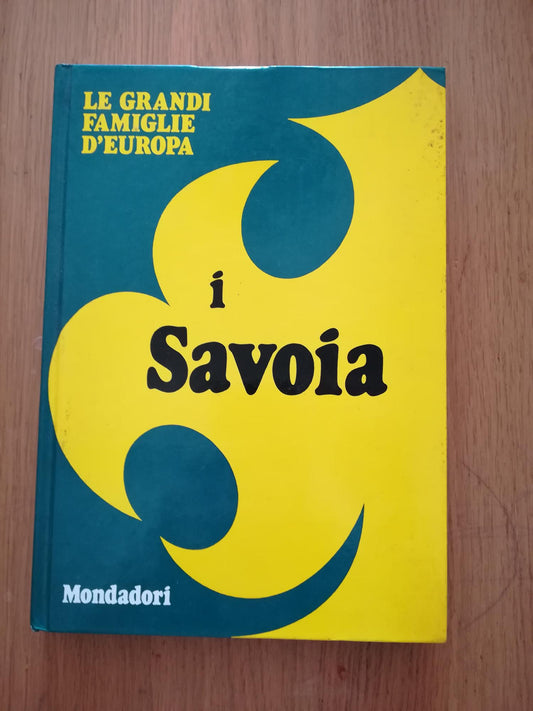 LE GRANDI
FAMIGLIE
D'EUROPA
i
Savoia
Mondadori